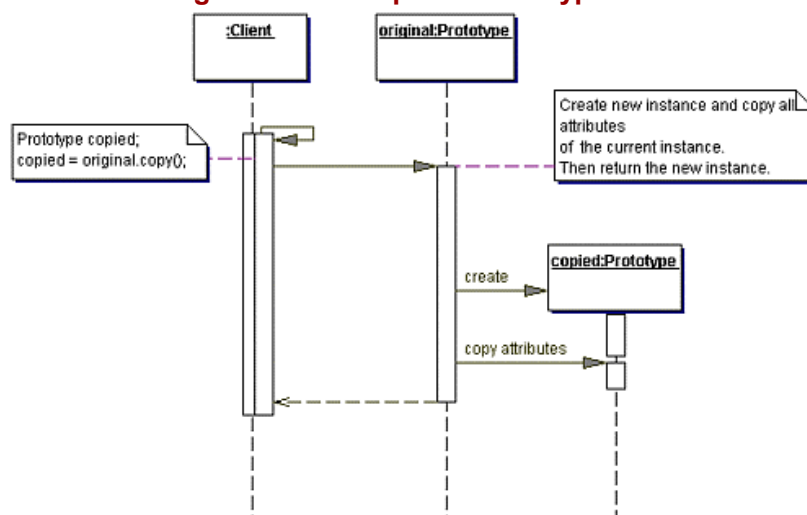 :Client
original:Prototype
Prototype copied;
copied = original.copy();
Create new instance and copy all
attributes
of the current instance.
Then return the new instance.
copied:Prototype
create
copy attributes